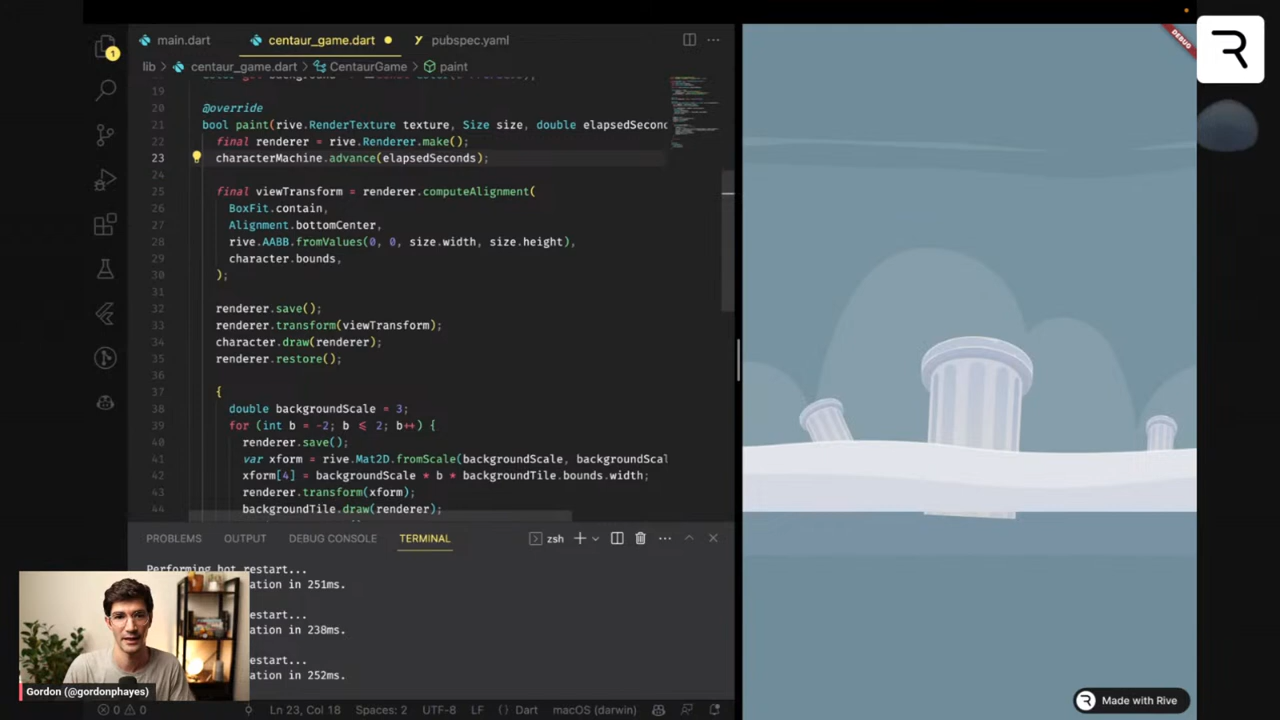 main.dart
centaur_game.dart
pubspec.yaml
lib > centaur_game.dart > CentaurGame > paint
1
19
20 @override
21 bool paint(rive.RenderTexture texture, Size size, double elapsedSecond
22 final renderer = rive.Renderer.make();
23 characterMachine.advance(elapsedSeconds);
24
25 final viewTransform = renderer.computeAlignment(
26 BoxFit.contain,
27 Alignment.bottomCenter,
28 rive.AABB.fromValues(0, 0, size.width, size.height),
29 character.bounds,
30 );
31
32 renderer.save();
33 renderer.transform(viewTransform);
34 character.draw(renderer);
35 renderer.restore();
36
37 {
38 double backgroundScale = 3;
39 for (int b = -2; b ≤ 2; b++) {
40 renderer.save();
41 var xform = rive.Mat2D.fromScale(backgroundScale, backgroundScal
42 xform[4] = backgroundScale * b * backgroundTile.bounds.width;
43 renderer.transform(xform);
44 backgroundTile.draw(renderer);
PROBLEMS OUTPUT DEBUG CONSOLE TERMINAL
zsh
Performing hot restart...
ation in 251ms.
estart...
ation in 238ms.
estart...
ation in 252ms.
Gordon (@gordonphayes)
0 0 Ln 23, Col 18 Spaces: 2 UTF-8 LF { } Dart macOS (darwin)
DEBUG
Made with Rive